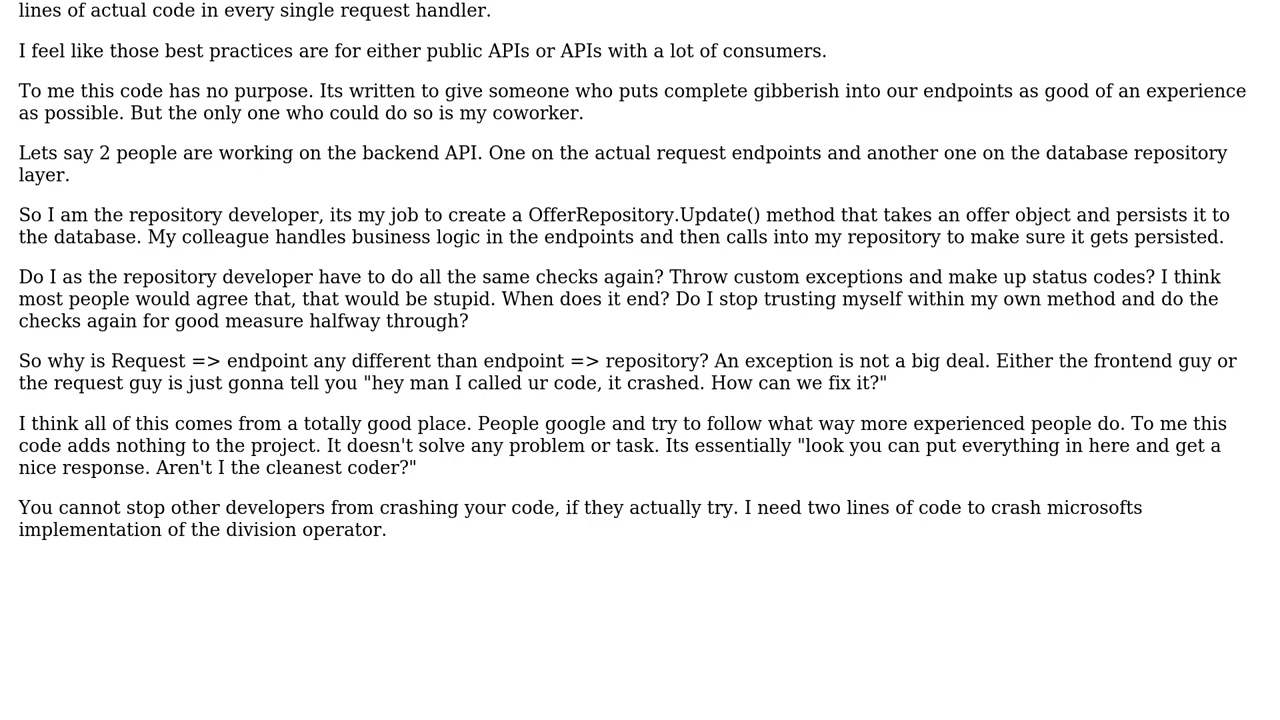 lines of actual code in every single request handler.
I feel like those best practices are for either public APIs or APIs with a lot of consumers.
To me this code has no purpose. Its written to give someone who puts complete gibberish into our endpoints as good of an experience
as possible. But the only one who could do so is my coworker.
Lets say 2 people are working on the backend API. One on the actual request endpoints and another one on the database repository
layer.
So I am the repository developer, its my job to create a OfferRepository.Update() method that takes an offer object and persists it to
the database. My colleague handles business logic in the endpoints and then calls into my repository to make sure it gets persisted.
Do I as the repository developer have to do all the same checks again? Throw custom exceptions and make up status codes? I think
most people would agree that, that would be stupid. When does it end? Do I stop trusting myself within my own method and do the
checks again for good measure halfway through?
So why is Request => endpoint any different than endpoint => repository? An exception is not a big deal. Either the frontend guy or
the request guy is just gonna tell you "hey man I called ur code, it crashed. How can we fix it?"
I think all of this comes from a totally good place. People google and try to follow what way more experienced people do. To me this
code adds nothing to the project. It doesn't solve any problem or task. Its essentially "look you can put everything in here and get a
nice response. Aren't I the cleanest coder?"
You cannot stop other developers from crashing your code, if they actually try. I need two lines of code to crash microsofts
implementation of the division operator.